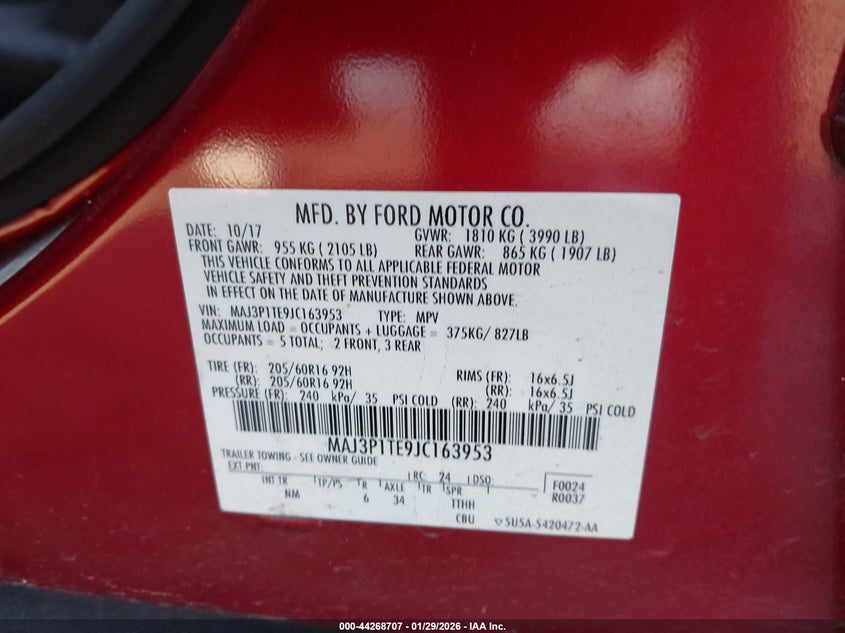 MFD. BY FORD MOTOR CO.
DATE: 10/17 GVWR: 1810 KG ( 3990 LB)
FRONT GAWR: 955 KG ( 2105 LB) REAR GAWR: 865 KG ( 1907 LB)
THIS VEHICLE CONFORMS TO ALL APPLICABLE FEDERAL MOTOR
VEHICLE SAFETY AND THEFT PREVENTION STANDARDS
IN EFFECT ON THE DATE OF MANUFACTURE SHOWN ABOVE.
VIN: MAJ3P1TE9JC163953 TYPE: MPV
MAXIMUM LOAD = OCCUPANTS + LUGGAGE = 375KG/ 827LB
OCCUPANTS = 5 TOTAL; 2 FRONT, 3 REAR
TIRE (FR): 205/60R16 92H RIMS (FR): 16x6.5J
(RR): 205/60R16 92H (RR): 16x6.5J
PRESSURE (FR): 240 kPa/ 35 PSI COLD (RR): 240 kPa/ 35 PSI COLD
MAJ3P1TE9JC163953
TRAILER TOWING - SEE OWNER GUIDE
EXT PNT: RC: 24 DSO: F0024
INT TR TP/PS R AXLE TR SPR R0037
NM 6 34 TTHH
CBU SUSA-S420472-AA
000-44268707 - 01/29/2026 - IAA Inc.